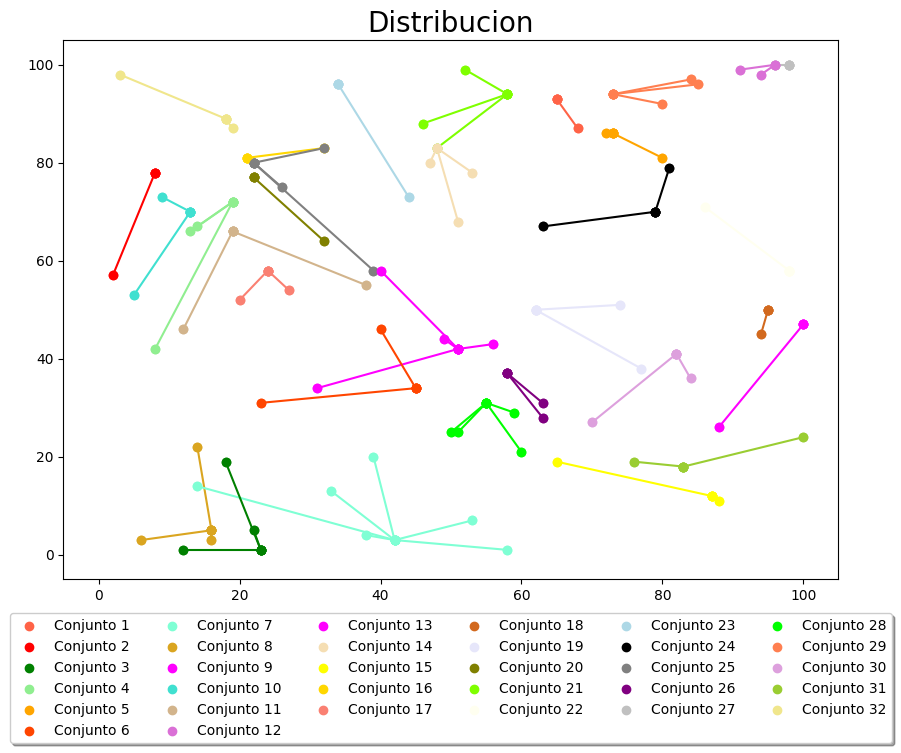 Distribucion
100
80
60
40
20
0
0 20 40 60 80 100
Conjunto 1 Conjunto 7 Conjunto 13 Conjunto 18 Conjunto 23 Conjunto 28
Conjunto 2 Conjunto 8 Conjunto 14 Conjunto 19 Conjunto 24 Conjunto 29
Conjunto 3 Conjunto 9 Conjunto 15 Conjunto 20 Conjunto 25 Conjunto 30
Conjunto 4 Conjunto 10 Conjunto 16 Conjunto 21 Conjunto 26 Conjunto 31
Conjunto 5 Conjunto 11 Conjunto 17 Conjunto 22 Conjunto 27 Conjunto 32
Conjunto 6 Conjunto 12